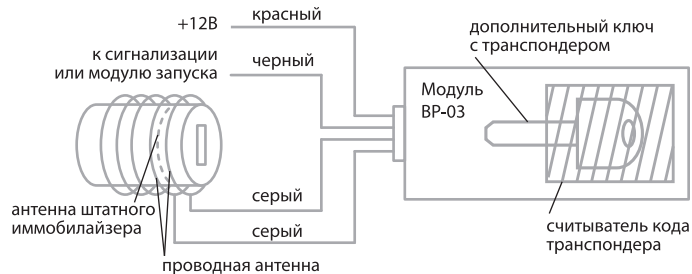 +12В
красный
к сигнализации
или модулю запуска
черный
дополнительный ключ
с транспондером
Модуль
BP-03
серый
серый
антенна штатного
иммобилайзера
проводная антенна
считыватель кода
транспондера